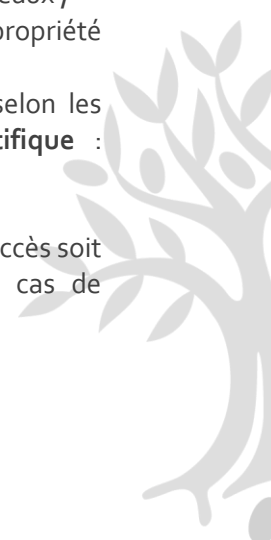 propriété
selon les
tifique :
ccès soit
cas de